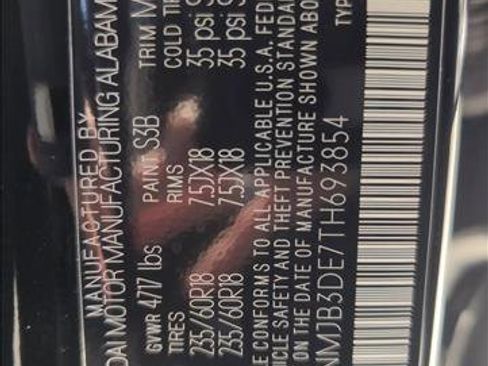 MANUFACTURED BY
DAI MOTOR MANUFACTURING ALABAM
GVWR 4717 lbs PAINT S3B TRIM
TIRES RIMS COLD TI
235/60R18 7.5JX18 35 psi
235/60R18 7.5JX18 35 psi
E CONFORMS TO ALL APPLICABLE U.S.A. FED
VEHICLE SAFETY AND THEFT PREVENTION STANDA
ON THE DATE OF MANUFACTURE SHOWN ABO
NMJB3DE7TH693854 TYP